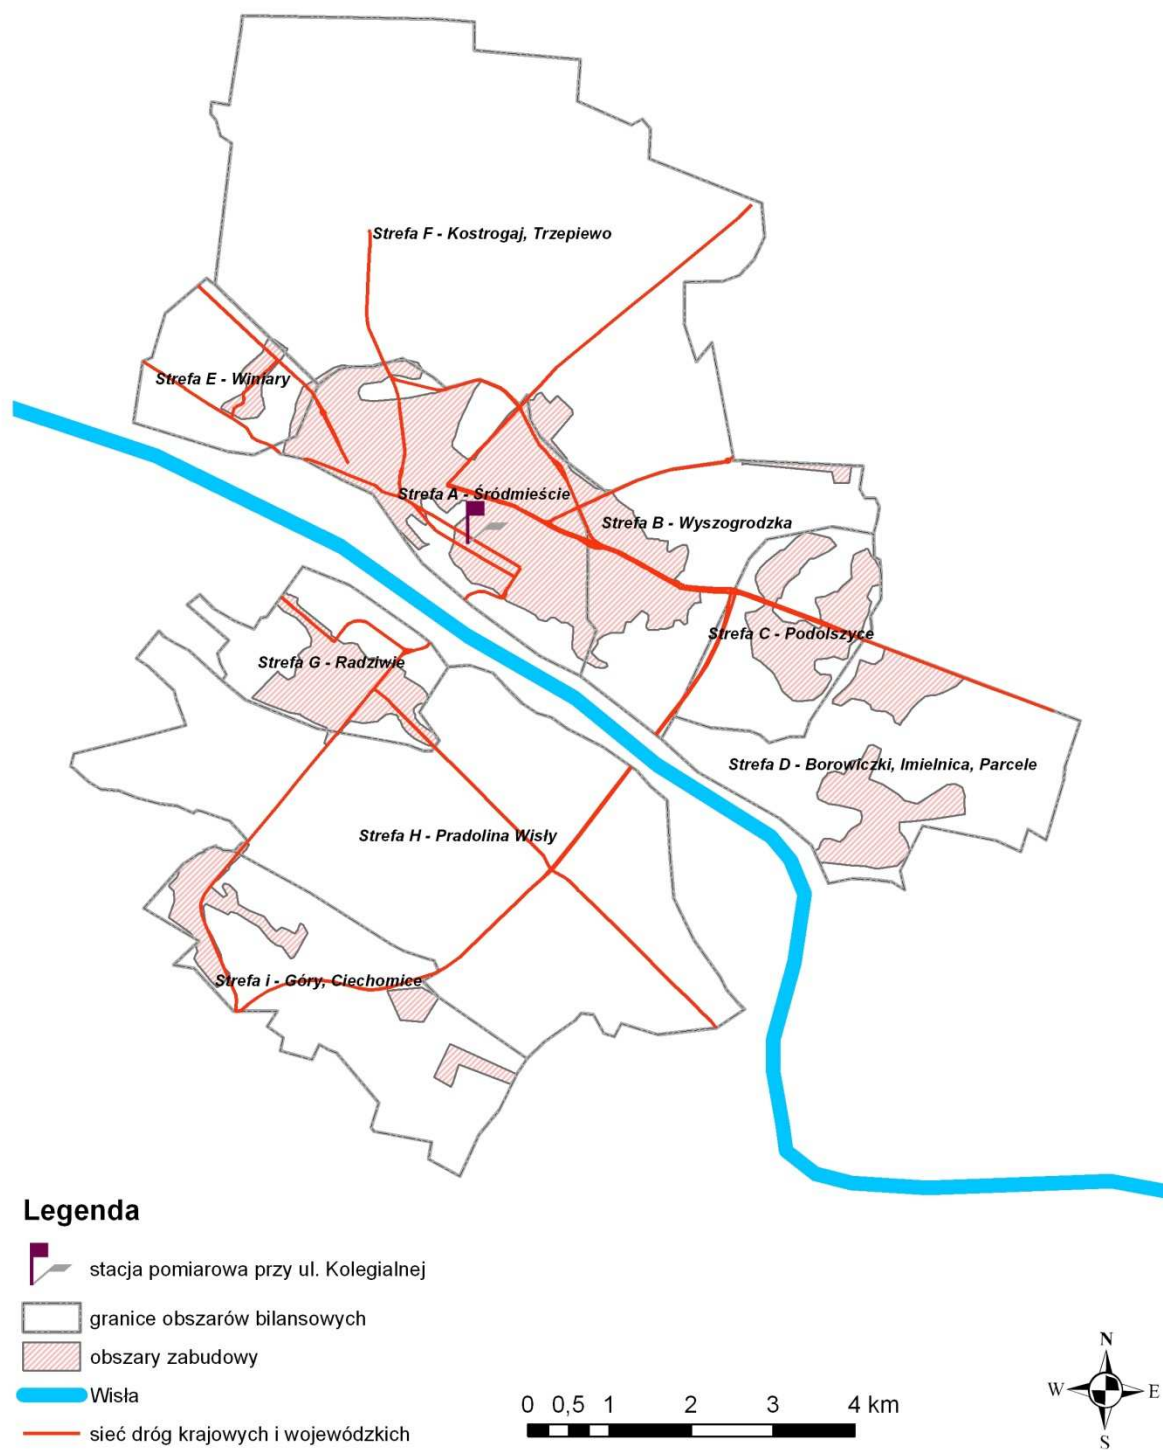 Strefa F - Kostrogaj, Trzepiewo
Strefa E - Winiary
Strefa A - Śródmieście
Strefa B - Wyszogrodzka
Strefa C - Podolszyce
Strefa G - Radziwie
Strefa D - Borowiczki, Imielnica, Parcele
Strefa H - Pradolina Wisły
Strefa i - Góry, Ciechomice
Legenda
stacja pomiarowa przy ul. Kolegialnej
granice obszarów bilansowych
obszary zabudowy
Wisła
sieć dróg krajowych i wojewódzkich
0 0,5 1 2 3 4 km
N
W E
S